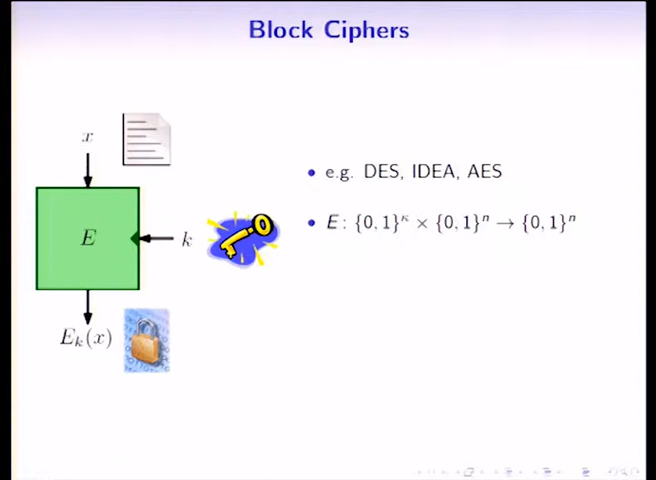 Block Ciphers
x
e.g. DES, IDEA, AES
E: {0, 1}^κ × {0, 1}^n → {0, 1}^n
E
k
E_k(x)